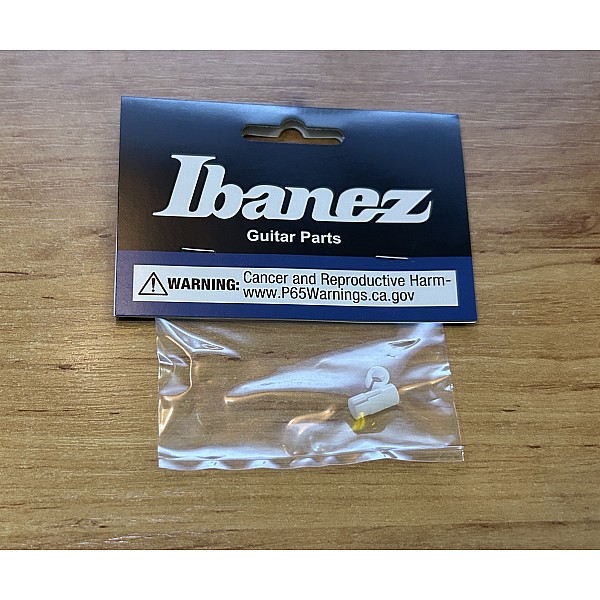 Ibanez
Guitar Parts
WARNING: Cancer and Reproductive Harm-
www.P65Warnings.ca.gov